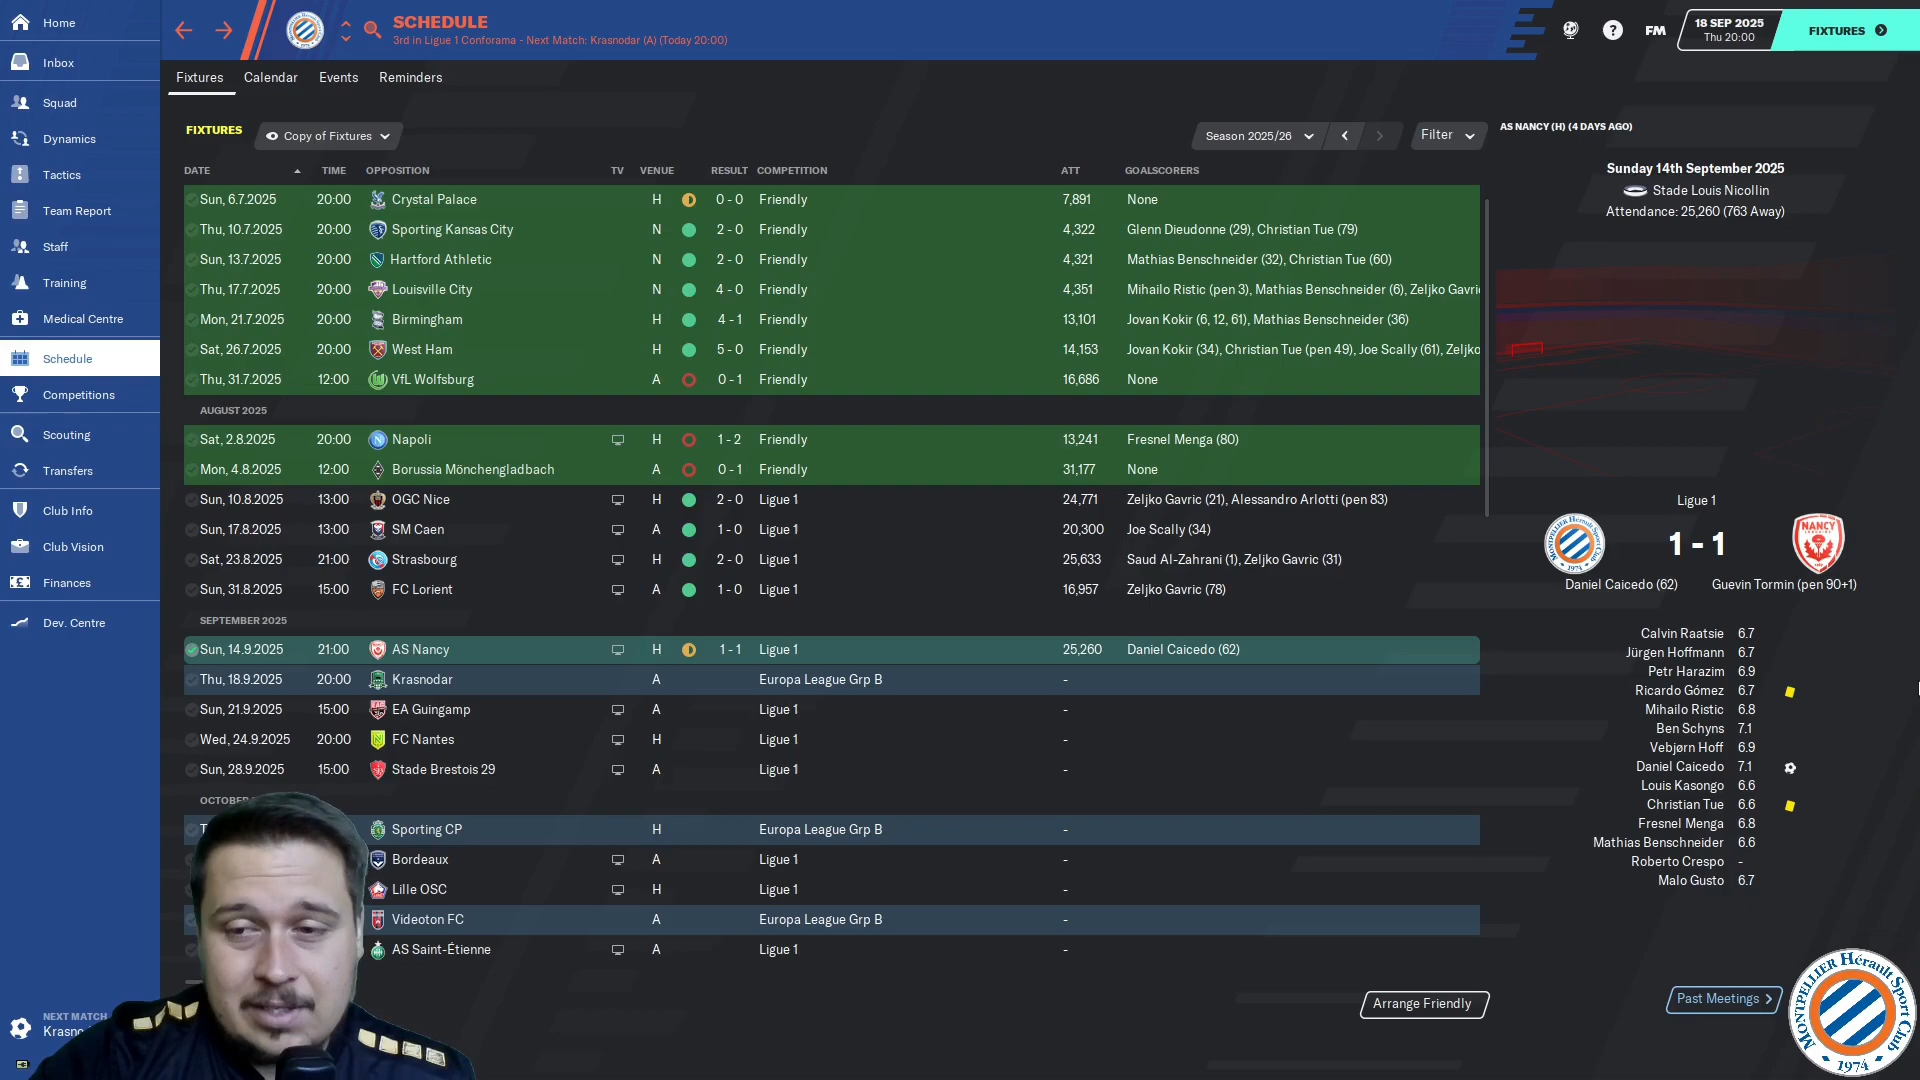 Home
Inbox
Squad
Dynamics
Tactics
Team Report
Staff
Training
Medical Centre
Schedule
Competitions
Scouting
Transfers
Club Info
Club Vision
Finances
Dev. Centre
NEXT MATCH
SCHEDULE
3rd in Ligue 1 Conforama - Next Match: Krasnodar (A) (Today 20:00)
? FM
18 SEP 2025
Thu 20:00
FIXTURES
Fixtures Calendar Events Reminders
FIXTURES Copy of Fixtures Season 2025/26 Filter
DATE TIME OPPOSITION TV VENUE RESULT COMPETITION ATT GOALSCORERS
Sun, 6.7.2025 20:00 Crystal Palace H 0 - 0 Friendly 7,891 None
Thu, 10.7.2025 20:00 Sporting Kansas City N 2 - 0 Friendly 4,322 Glenn Dieudonne (29), Christian Tue (79)
Sun, 13.7.2025 20:00 Hartford Athletic N 2 - 0 Friendly 4,321 Mathias Benschneider (32), Christian Tue (60)
Thu, 17.7.2025 20:00 Louisville City N 4 - 0 Friendly 4,351 Mihailo Ristic (pen 3), Mathias Benschneider (6), Zeljko Gavri
Mon, 21.7.2025 20:00 Birmingham H 4 - 1 Friendly 13,101 Jovan Kokir (6, 12, 61), Mathias Benschneider (36)
Sat, 26.7.2025 20:00 West Ham H 5 - 0 Friendly 14,153 Jovan Kokir (34), Christian Tue (pen 49), Joe Scally (61), Zeljko
Thu, 31.7.2025 12:00 VfL Wolfsburg A 0 - 1 Friendly 16,686 None
AUGUST 2025
Sat, 2.8.2025 20:00 Napoli H 1 - 2 Friendly 13,241 Fresnel Menga (80)
Mon, 4.8.2025 12:00 Borussia Mönchengladbach A 0 - 1 Friendly 31,177 None
Sun, 10.8.2025 13:00 OGC Nice H 2 - 0 Ligue 1 24,771 Zeljko Gavric (21), Alessandro Arlotti (pen 83)
Sun, 17.8.2025 13:00 SM Caen A 1 - 0 Ligue 1 20,300 Joe Scally (34)
Sat, 23.8.2025 21:00 Strasbourg H 2 - 0 Ligue 1 25,633 Saud Al-Zahrani (1), Zeljko Gavric (31)
Sun, 31.8.2025 15:00 FC Lorient A 1 - 0 Ligue 1 16,957 Zeljko Gavric (78)
SEPTEMBER 2025
Sun, 14.9.2025 21:00 AS Nancy H 1 - 1 Ligue 1 25,260 Daniel Caicedo (62)
Thu, 18.9.2025 20:00 Krasnodar A Europa League Grp B -
Sun, 21.9.2025 15:00 EA Guingamp A Ligue 1 -
Wed, 24.9.2025 20:00 FC Nantes H Ligue 1 -
Sun, 28.9.2025 15:00 Stade Brestois 29 A Ligue 1 -
OCTOBER
Sporting CP H Europa League Grp B -
Bordeaux A Ligue 1 -
Lille OSC H Ligue 1 -
Videoton FC A Europa League Grp B -
AS Saint-Étienne A Ligue 1 -
Arrange Friendly
AS NANCY (H) (4 DAYS AGO)
Sunday 14th September 2025
Stade Louis Nicollin
Attendance: 25,260 (763 Away)
Ligue 1
1 - 1
NANCY
Daniel Caicedo (62) Guevin Tormin (pen 90+1)
Calvin Raatsie 6.7
Jürgen Hoffmann 6.7
Petr Harazim 6.9
Ricardo Gómez 6.7
Mihailo Ristic 6.8
Ben Schyns 7.1
Vebjørn Hoff 6.9
Daniel Caicedo 7.1
Louis Kasongo 6.6
Christian Tue 6.6
Fresnel Menga 6.8
Mathias Benschneider 6.6
Roberto Crespo -
Malo Gusto 6.7
Past Meetings
MONTPELLIER Hérault Sport Club
1974